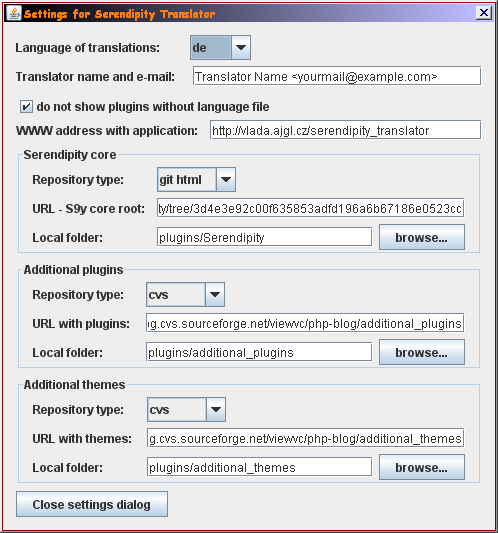 Settings for Serendipity Translator
Language of translations: de
Translator name and e-mail: Translator Name <yourmail@example.com>
do not show plugins without language file
WWW address with application: http://vlada.ajgl.cz/serendipity_translator
Serendipity core
Repository type: git html
URL - S9y core root: ty/tree/3d4e3e92c00f635853adfd196a6b67186e0523cc
Local folder: plugins/Serendipity browse...
Additional plugins
Repository type: cvs
URL with plugins: g.cvs.sourceforge.net/viewvc/php-blog/additional_plugins
Local folder: plugins/additional_plugins browse...
Additional themes
Repository type: cvs
URL with themes: g.cvs.sourceforge.net/viewvc/php-blog/additional_themes
Local folder: plugins/additional_themes browse...
Close settings dialog